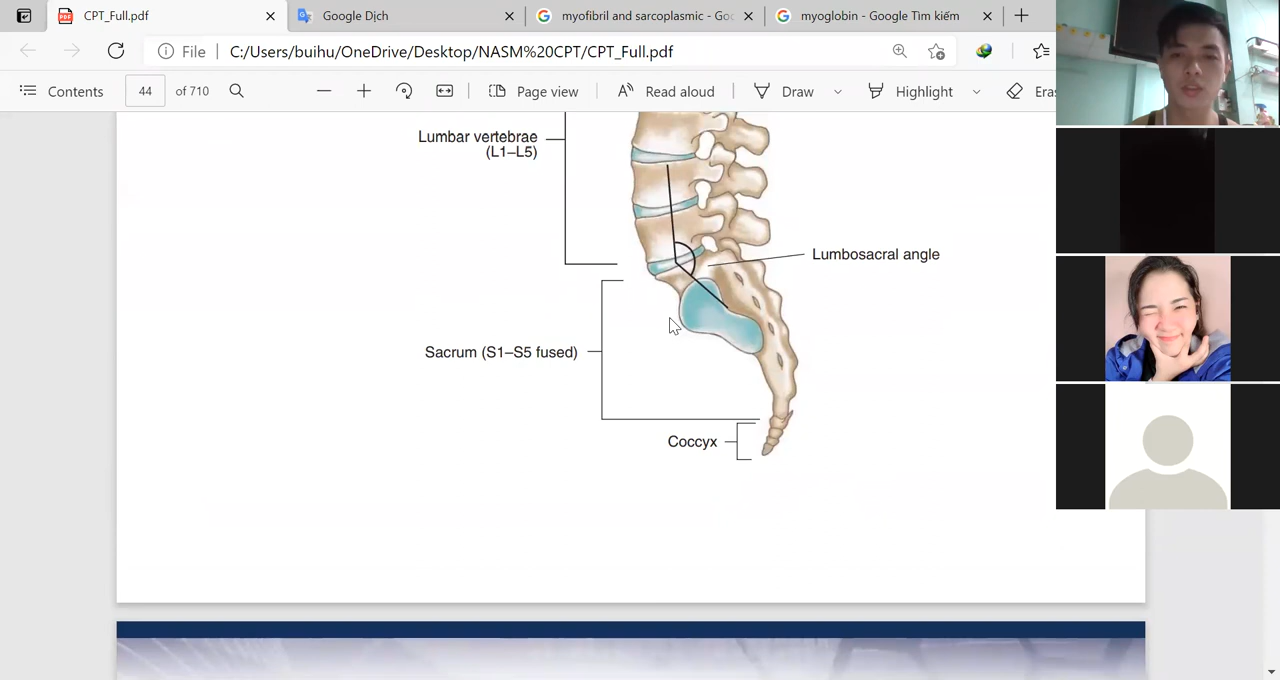 CPT_Full.pdf
Google Dịch
myofibril and sarcoplasmic - Goo
myoglobin - Google Tìm kiếm
File
C:/Users/buihu/OneDrive/Desktop/NASM%20CPT/CPT_Full.pdf
Contents
44
of 710
Page view
Read aloud
Draw
Highlight
Eras
Lumbar vertebrae
(L1–L5)
Lumbosacral angle
Sacrum (S1–S5 fused)
Coccyx